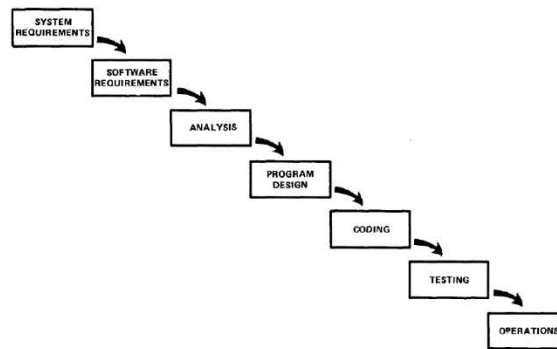 SYSTEM
REQUIREMENTS
SOFTWARE
REQUIREMENTS
ANALYSIS
PROGRAM
DESIGN
CODING
TESTING
OPERATIONS